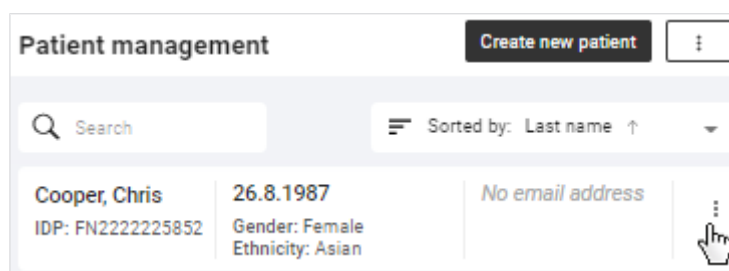 Patient management
Create new patient
Search
Sorted by: Last name ↑
Cooper, Chris
IDP: FN2222225852
26.8.1987
Gender: Female
Ethnicity: Asian
No email address